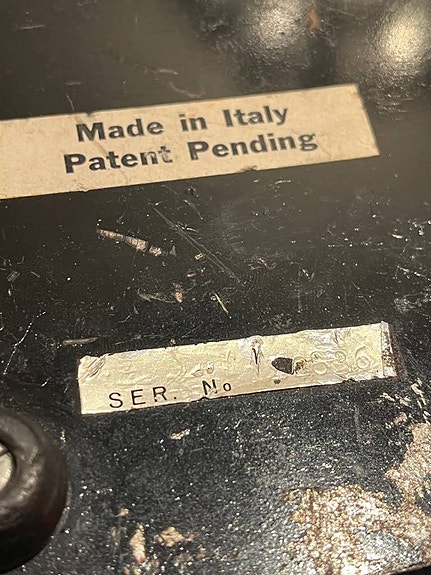 Made in Italy
Patent Pending
SER. No